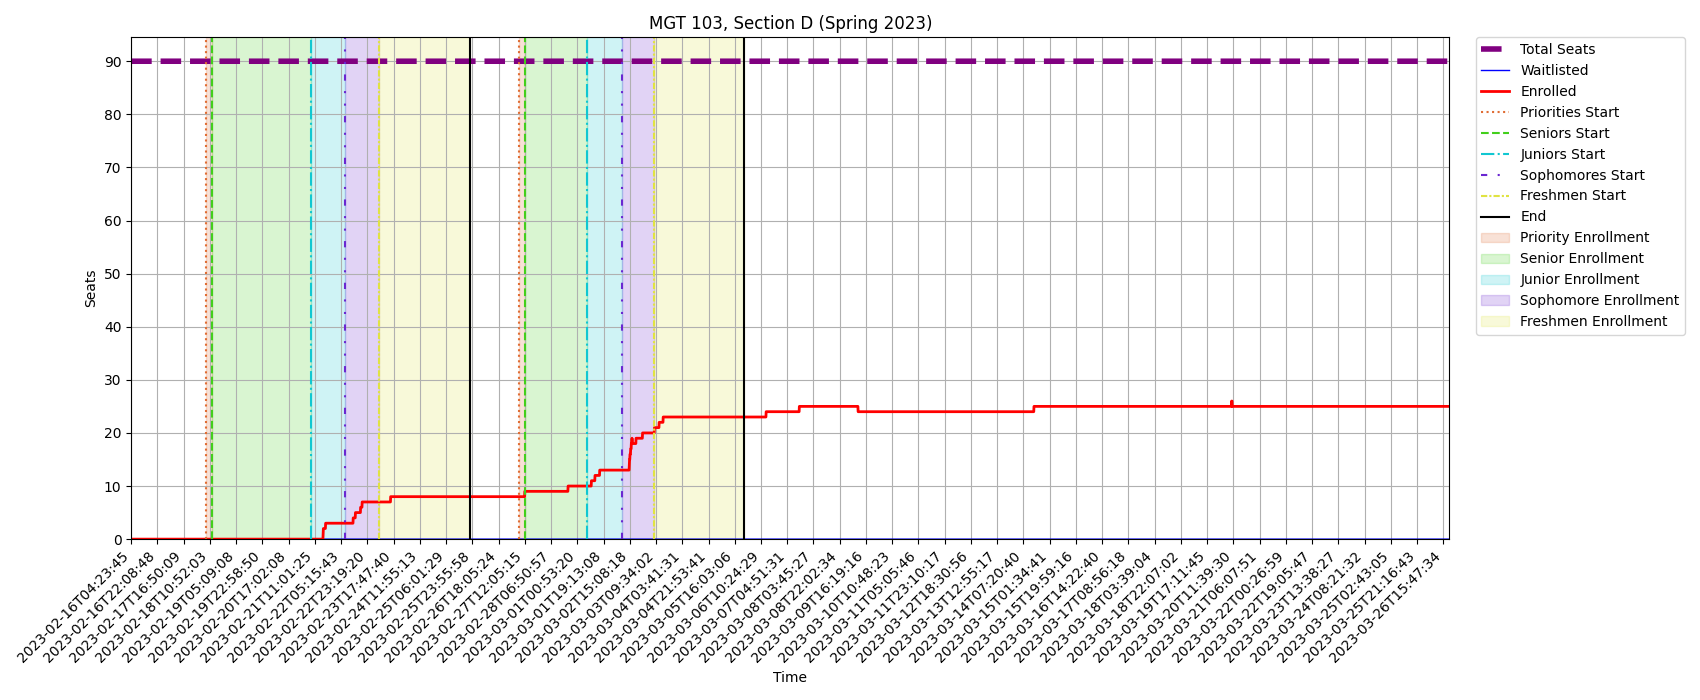 MGT 103, Section D (Spring 2023)
Seats
90
80
70
60
50
40
30
20
10
0
2023-02-16T04:23:45
2023-02-16T22:08:48
2023-02-17T16:50:09
2023-02-18T10:52:03
2023-02-19T05:09:08
2023-02-19T22:58:50
2023-02-20T17:02:08
2023-02-21T11:01:25
2023-02-22T05:15:43
2023-02-22T23:19:20
2023-02-23T17:47:40
2023-02-24T11:55:13
2023-02-25T06:01:29
2023-02-25T23:55:58
2023-02-26T18:05:24
2023-02-27T12:05:15
2023-02-28T06:50:57
2023-03-01T00:53:20
2023-03-01T19:13:08
2023-03-02T15:08:18
2023-03-03T09:34:02
2023-03-04T03:41:31
2023-03-04T21:53:41
2023-03-05T16:03:06
2023-03-06T10:24:29
2023-03-07T04:51:31
2023-03-08T03:45:27
2023-03-08T22:02:34
2023-03-09T16:19:16
2023-03-10T10:48:23
2023-03-11T05:05:46
2023-03-11T23:10:17
2023-03-12T18:30:56
2023-03-13T12:55:17
2023-03-14T07:20:40
2023-03-15T01:34:41
2023-03-15T19:59:16
2023-03-16T14:22:40
2023-03-17T08:56:18
2023-03-18T03:39:04
2023-03-18T22:07:02
2023-03-19T17:11:45
2023-03-20T11:39:30
2023-03-21T06:07:51
2023-03-22T00:26:59
2023-03-22T19:05:47
2023-03-23T13:38:27
2023-03-24T08:21:32
2023-03-25T02:43:05
2023-03-25T21:16:43
2023-03-26T15:47:34
Time
Total Seats
Waitlisted
Enrolled
Priorities Start
Seniors Start
Juniors Start
Sophomores Start
Freshmen Start
End
Priority Enrollment
Senior Enrollment
Junior Enrollment
Sophomore Enrollment
Freshmen Enrollment